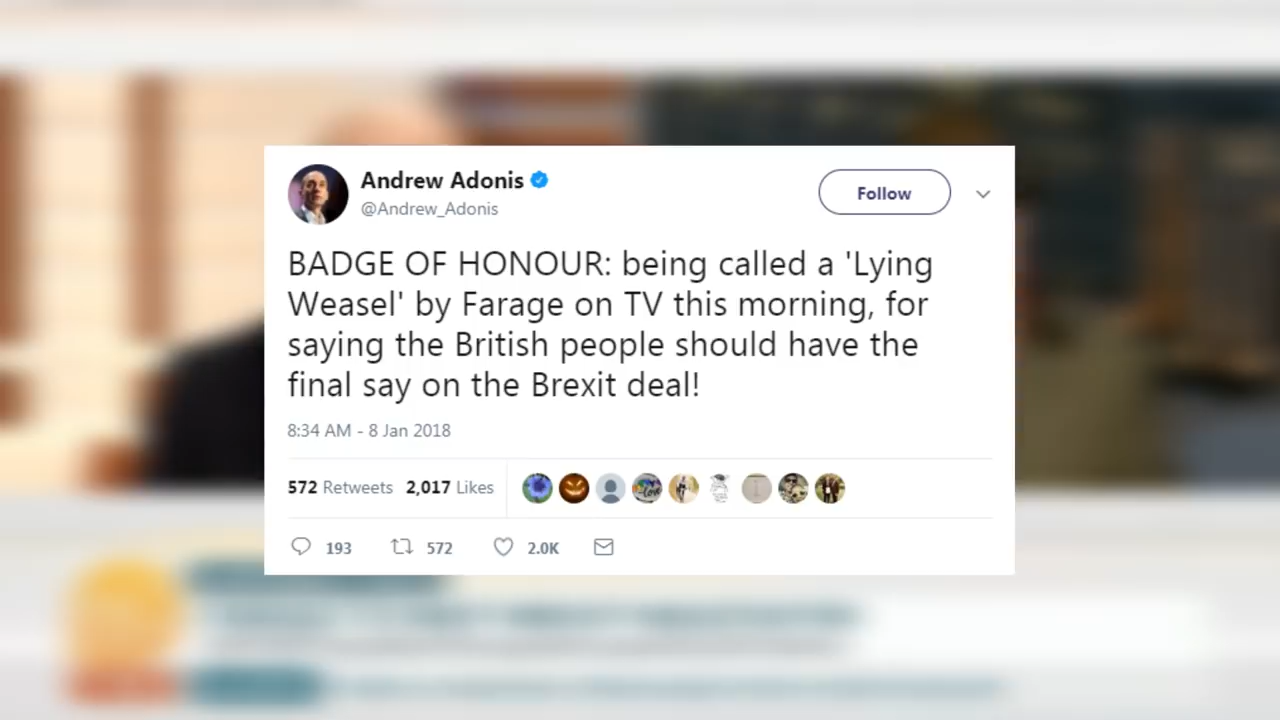 Andrew Adonis
@Andrew_Adonis
Follow
BADGE OF HONOUR: being called a 'Lying
Weasel' by Farage on TV this morning, for
saying the British people should have the
final say on the Brexit deal!
8:34 AM - 8 Jan 2018
572 Retweets 2,017 Likes
193 572 2.0K